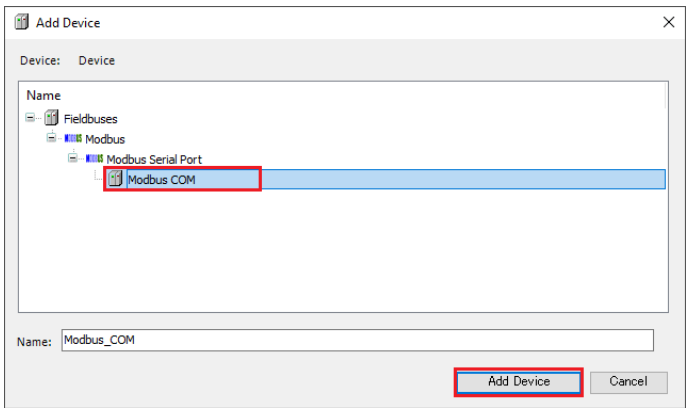 Add Device
Device: Device
Name
Fieldbuses
Modbus
Modbus Serial Port
Modbus COM
Name: Modbus_COM
Add Device Cancel